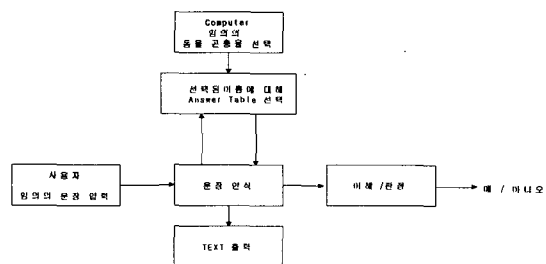 Computer
임의의
동물 곤충을 선택
선택된이름에 대해
Answer Table 선택
사용자
임의의 문장 입력
문장 인식
이해 / 판정
예 / 아니오
TEXT 출력